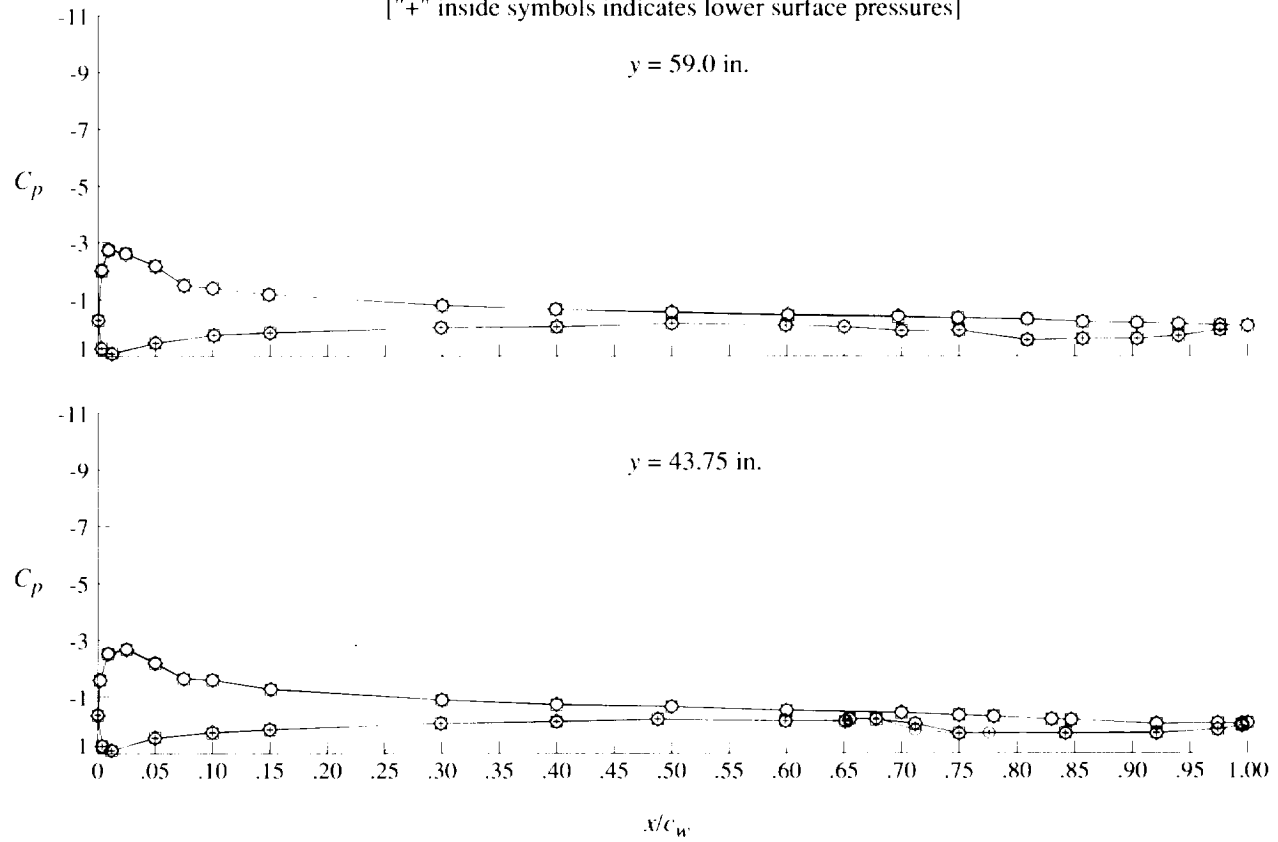 ["+" inside symbols indicates lower surface pressures]
-11
y = 59.0 in.
-9
-7
Cp
-5
-3
-1
1
-11
y = 43.75 in.
-9
-7
Cp
-5
-3
-1
1
0 .05 .10 .15 .20 .25 .30 .35 .40 .45 .50 .55 .60 .65 .70 .75 .80 .85 .90 .95 1.00
x/cw